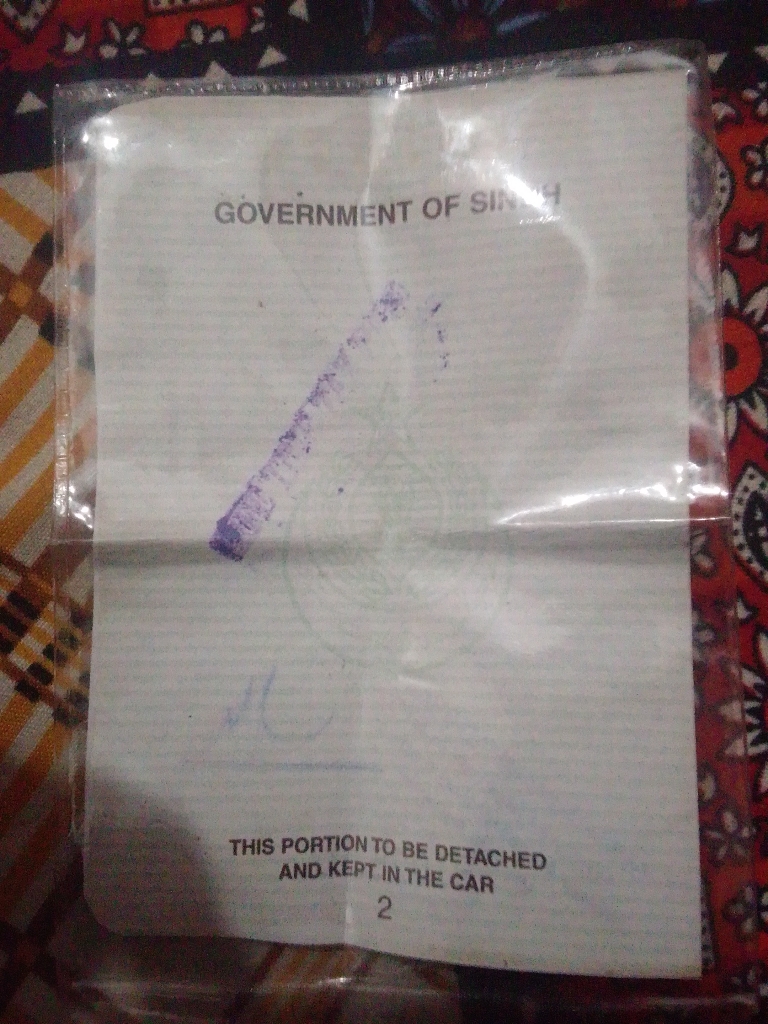 GOVERNMENT OF SINDH
THIS PORTION TO BE DETACHED
AND KEPT IN THE CAR
2